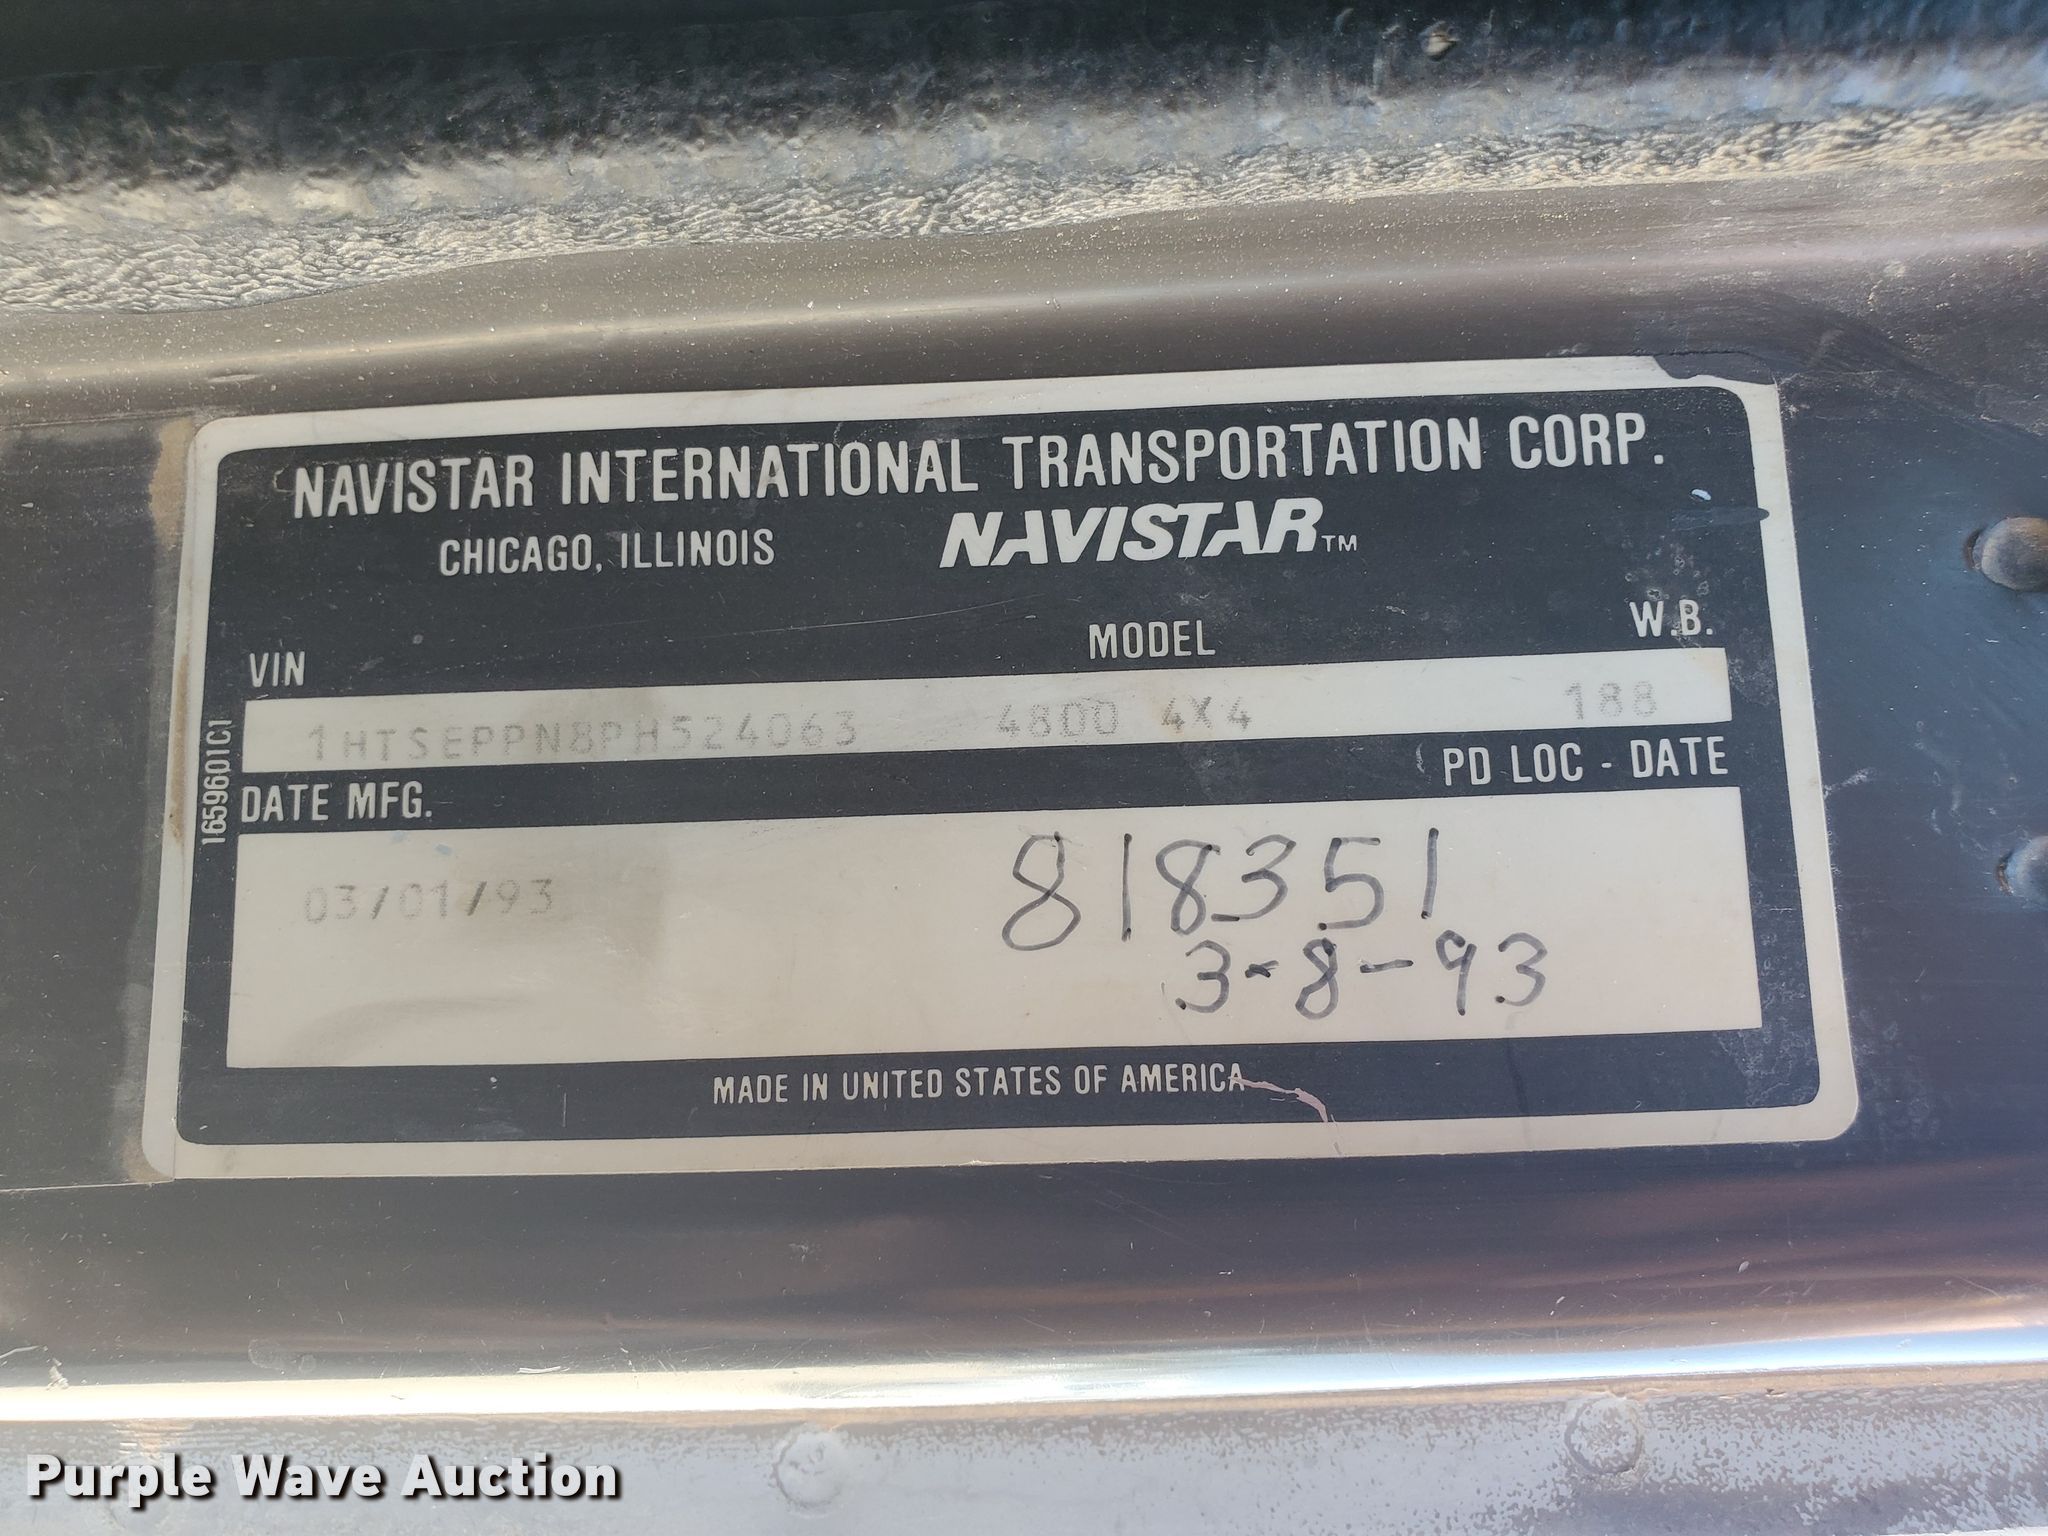 NAVISTAR INTERNATIONAL TRANSPORTATION CORP.
CHICAGO, ILLINOIS NAVISTAR™
VIN MODEL W.B.
1HTSEPPN8PH524063 4800 4X4 188
1659601C1
DATE MFG. PD LOC - DATE
03/01/93 818351
3-8-93
MADE IN UNITED STATES OF AMERICA
Purple Wave Auction